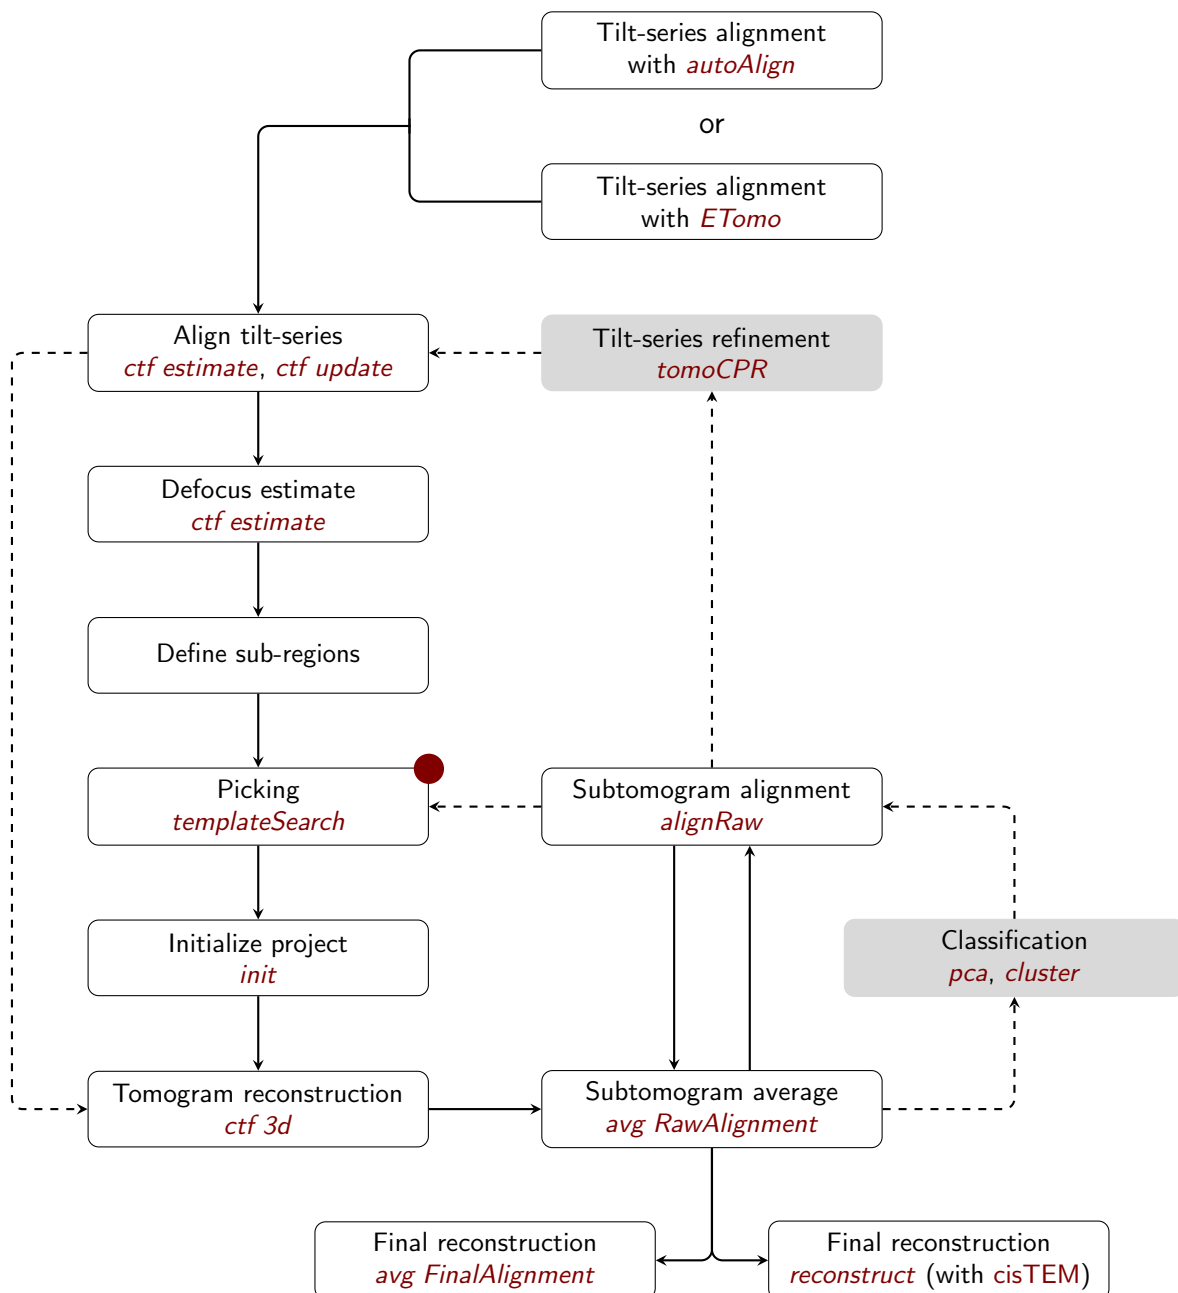 Tilt-series alignment
with autoAlign
or
Tilt-series alignment
with ETomo
Align tilt-series
ctf estimate, ctf update
Tilt-series refinement
tomoCPR
Defocus estimate
ctf estimate
Define sub-regions
Picking
templateSearch
Subtomogram alignment
alignRaw
Initialize project
init
Classification
pca, cluster
Tomogram reconstruction
ctf 3d
Subtomogram average
avg RawAlignment
Final reconstruction
avg FinalAlignment
Final reconstruction
reconstruct (with cisTEM)